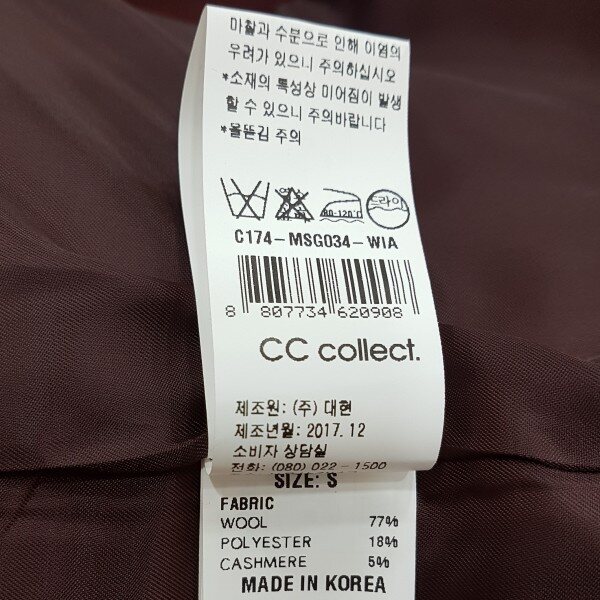 마찰과 수분으로 인해 이염의
우려가 있으니 주의하십시오
*소재의 특성상 미어짐이 발생
할 수 있으니 주의바랍니다
*올뜯김 주의
80-120℃ 드라이
C174-MSG034-WIA
8 807734 620908
CC collect.
제조원: (주) 대현
제조년월: 2017.12
소비자 상담실
전화: (080) 022-1500
SIZE: S
FABRIC
WOOL 77%
POLYESTER 18%
CASHMERE 5%
MADE IN KOREA